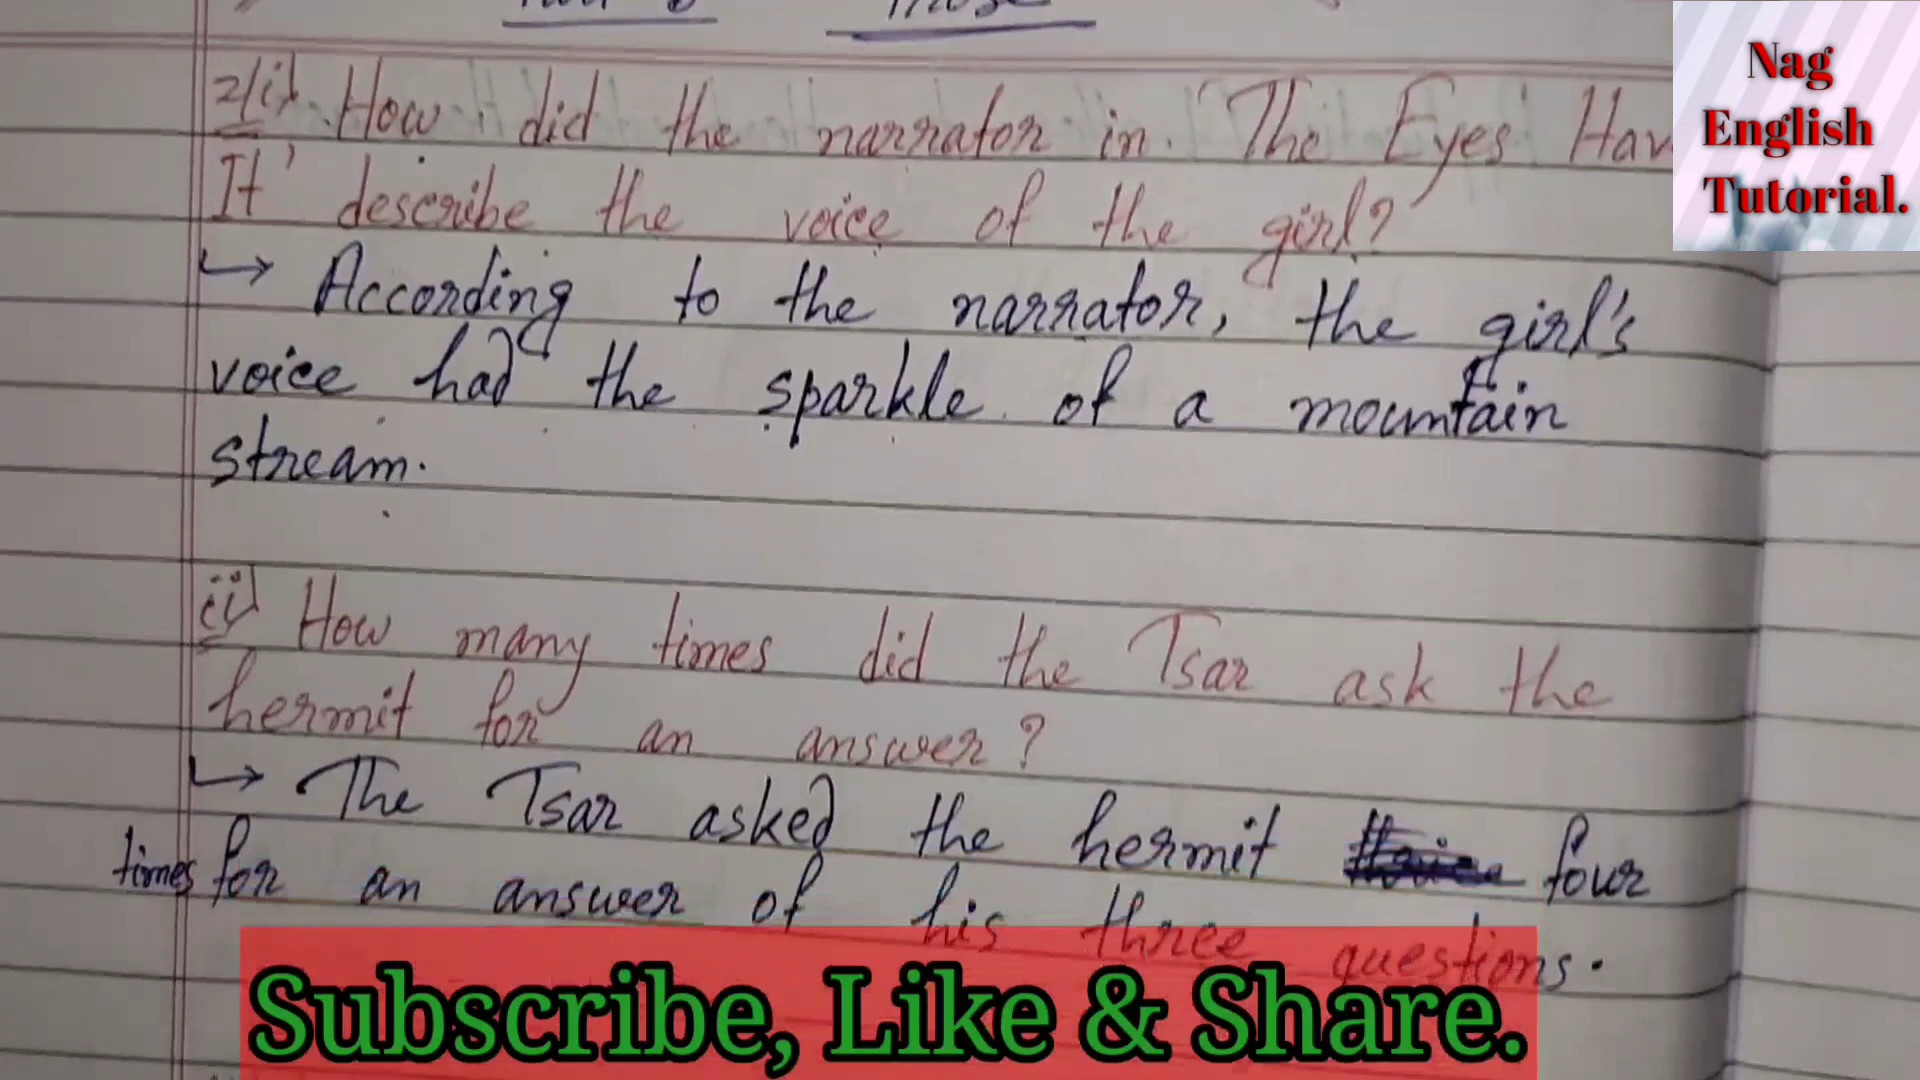 2/i) How did the narrator in 'The Eyes Hav
It' describe the voice of the girl?
↳ According to the narrator, the girl's
voice had the sparkle of a mountain
stream.
ii) How many times did the Tsar ask the
hermit for an answer?
↳ The Tsar asked the hermit four
times for an answer of his three questions.
Nag
English
Tutorial.
Subscribe, Like & Share.